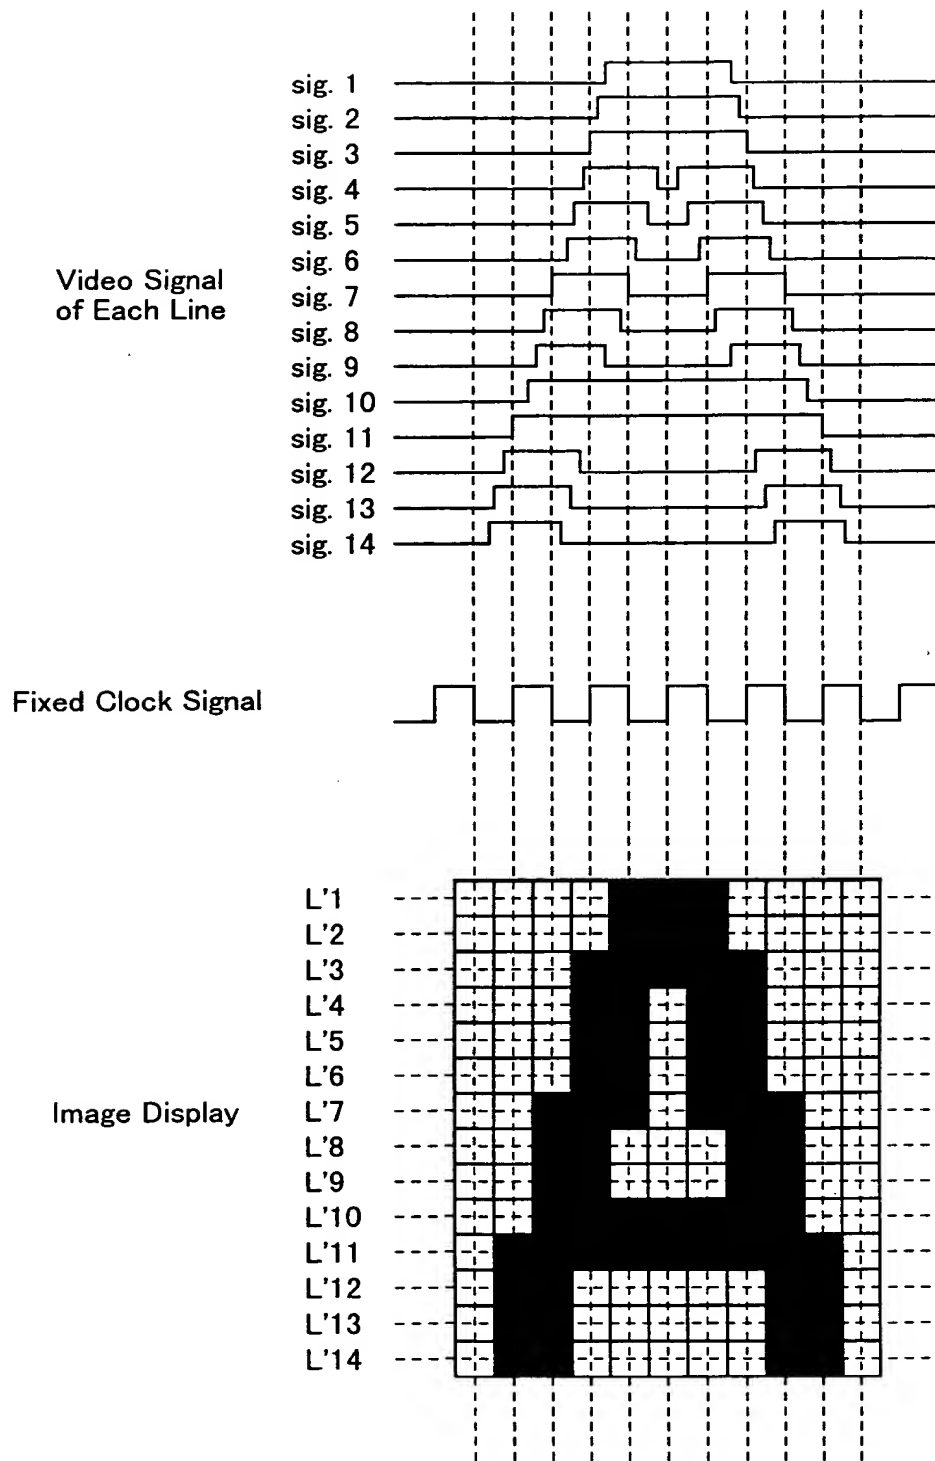 sig. 1
sig. 2
sig. 3
sig. 4
sig. 5
sig. 6
Video Signal
of Each Line
sig. 7
sig. 8
sig. 9
sig. 10
sig. 11
sig. 12
sig. 13
sig. 14
Fixed Clock Signal
L'1
L'2
L'3
L'4
L'5
L'6
Image Display
L'7
L'8
L'9
L'10
L'11
L'12
L'13
L'14